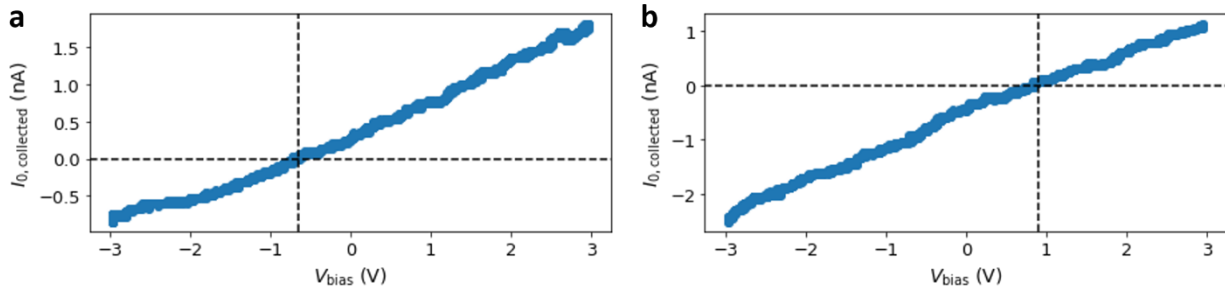 a
1.5
1.0
0.5
0.0
−0.5
I0, collected (nA)
−3 −2 −1 0 1 2 3
Vbias (V)
b
1
0
−1
−2
I0, collected (nA)
−3 −2 −1 0 1 2 3
Vbias (V)